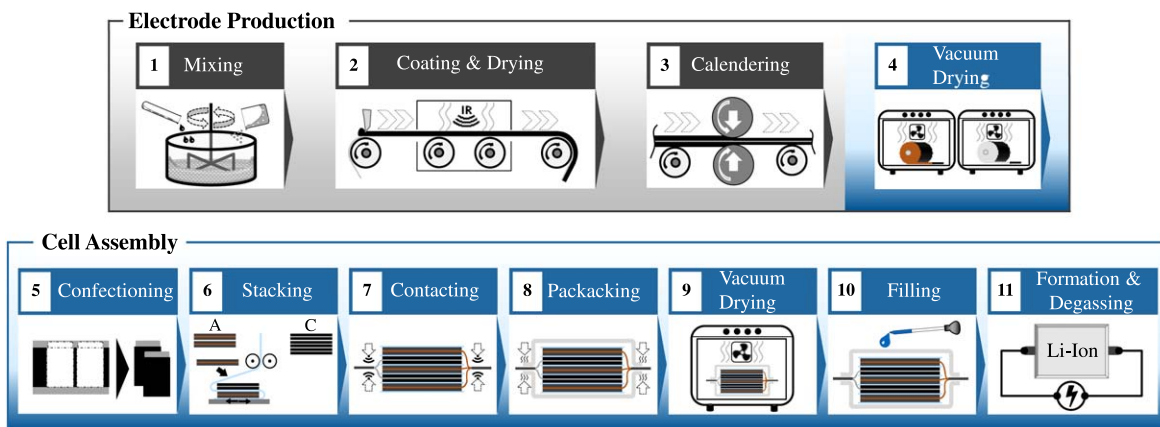 Electrode Production
1 Mixing
2 Coating & Drying
3 Calendering
4 Vacuum
Drying
IR
Cell Assembly
5 Confectioning
6 Stacking
7 Contacting
8 Packacking
9 Vacuum
Drying
10 Filling
11 Formation &
Degassing
A
C
Li-Ion